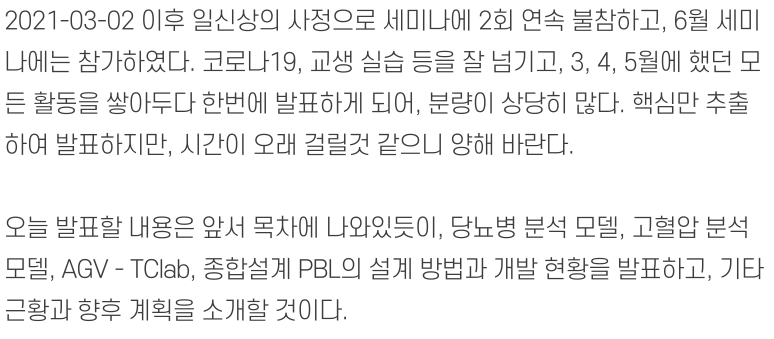 2021-03-02 이후 일신상의 사정으로 세미나에 2회 연속 불참하고, 6월 세미
나에는 참가하였다. 코로나19, 교생 실습 등을 잘 넘기고, 3, 4, 5월에 했던 모
든 활동을 쌓아두다 한번에 발표하게 되어, 분량이 상당히 많다. 핵심만 추출
하여 발표하지만, 시간이 오래 걸릴것 같으니 양해 바란다.
오늘 발표할 내용은 앞서 목차에 나와있듯이, 당뇨병 분석 모델, 고혈압 분석
모델, AGV - TClab, 종합설계 PBL의 설계 방법과 개발 현황을 발표하고, 기타
근황과 향후 계획을 소개할 것이다.